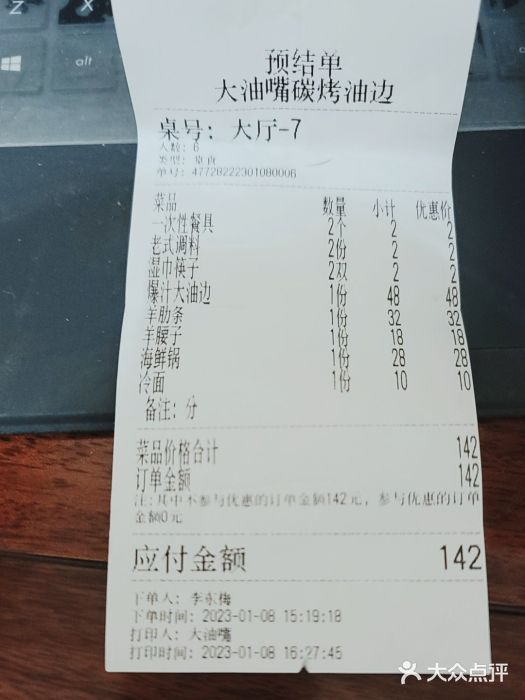 预结单
大油嘴碳烤油边
桌号: 大厅-7
人数: 6
类型: 堂食
单号: 47728222301080006
菜品 数量 小计 优惠价
一次性餐具 2个 2 2
老式调料 2份 2 2
湿巾筷子 2双 2 2
爆汁大油边 1份 48 48
羊肋条 1份 32 32
羊腰子 1份 18 18
海鲜锅 1份 28 28
冷面 1份 10 10
备注: 分
菜品价格合计 142
订单金额 142
注:其中不参与优惠的订单金额142元, 参与优惠的订单
金额0元
应付金额 142
下单人: 李东梅
下单时间: 2023-01-08 15:19:18
打印人: 大油嘴
打印时间: 2023-01-08 16:27:45
Z
alt
大众点评